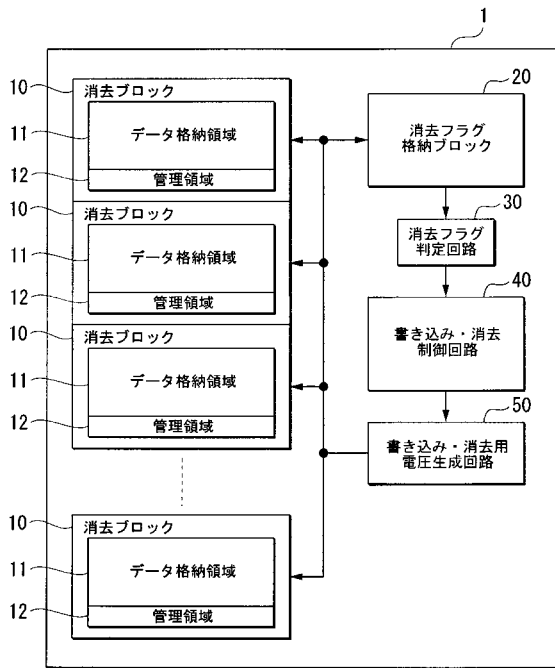 1
10
消去ブロック
11
データ格納領域
12
管理領域
10
消去ブロック
11
データ格納領域
12
管理領域
10
消去ブロック
11
データ格納領域
12
管理領域
10
消去ブロック
11
データ格納領域
12
管理領域
20
消去フラグ
格納ブロック
30
消去フラグ
判定回路
40
書き込み・消去
制御回路
50
書き込み・消去用
電圧生成回路